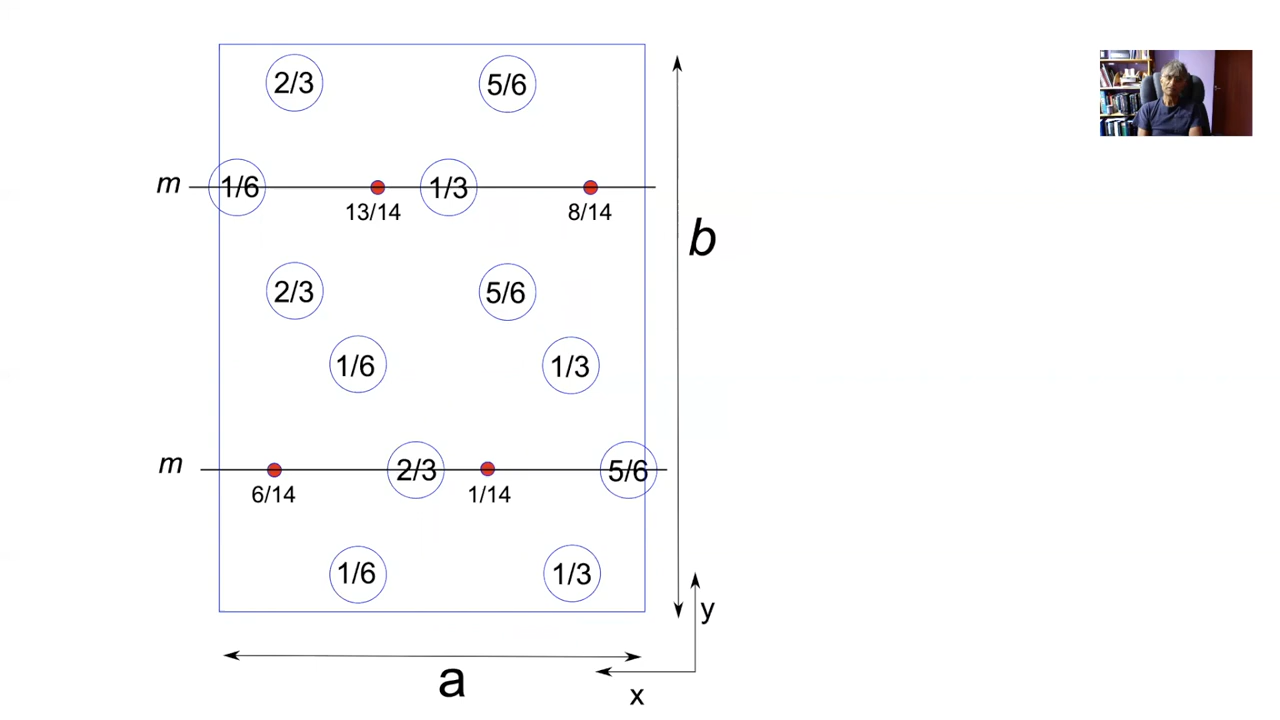 2/3 5/6
m 1/6 1/3
13/14 8/14
b
2/3 5/6
1/6 1/3
m 2/3 5/6
6/14 1/14
1/6 1/3
y
a x